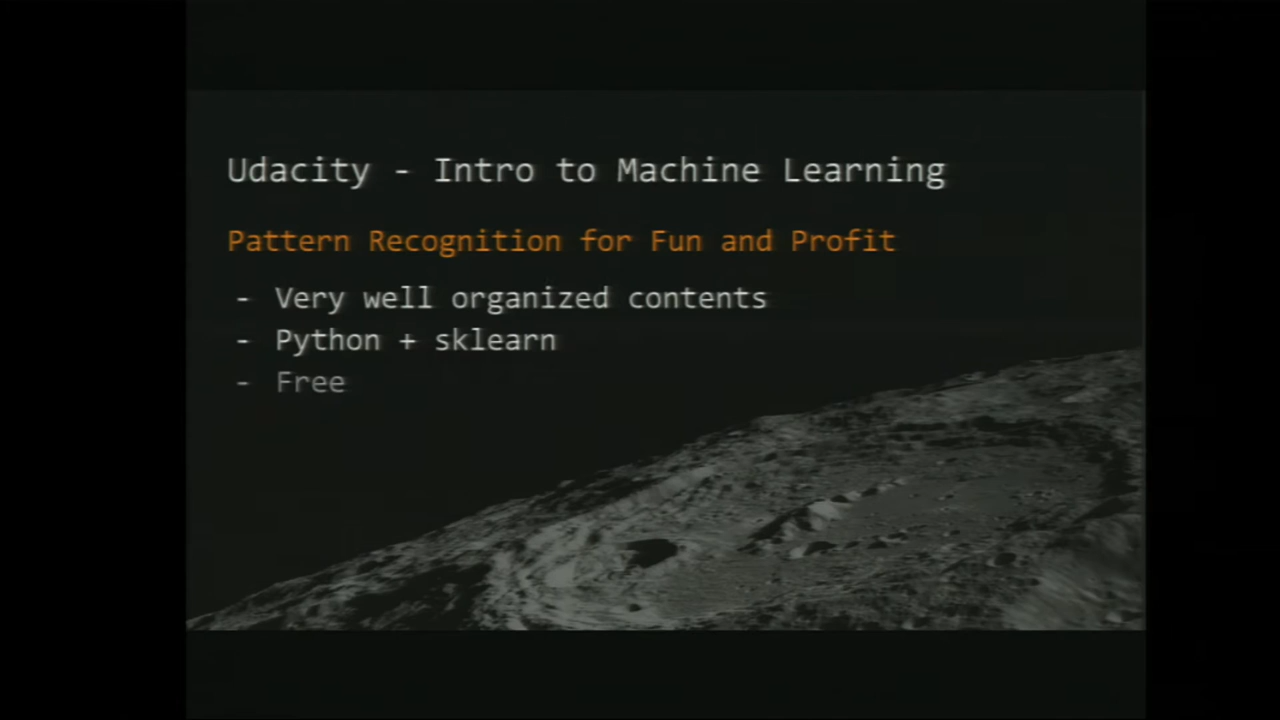 Udacity - Intro to Machine Learning
Pattern Recognition for Fun and Profit
- Very well organized contents
- Python + sklearn
- Free